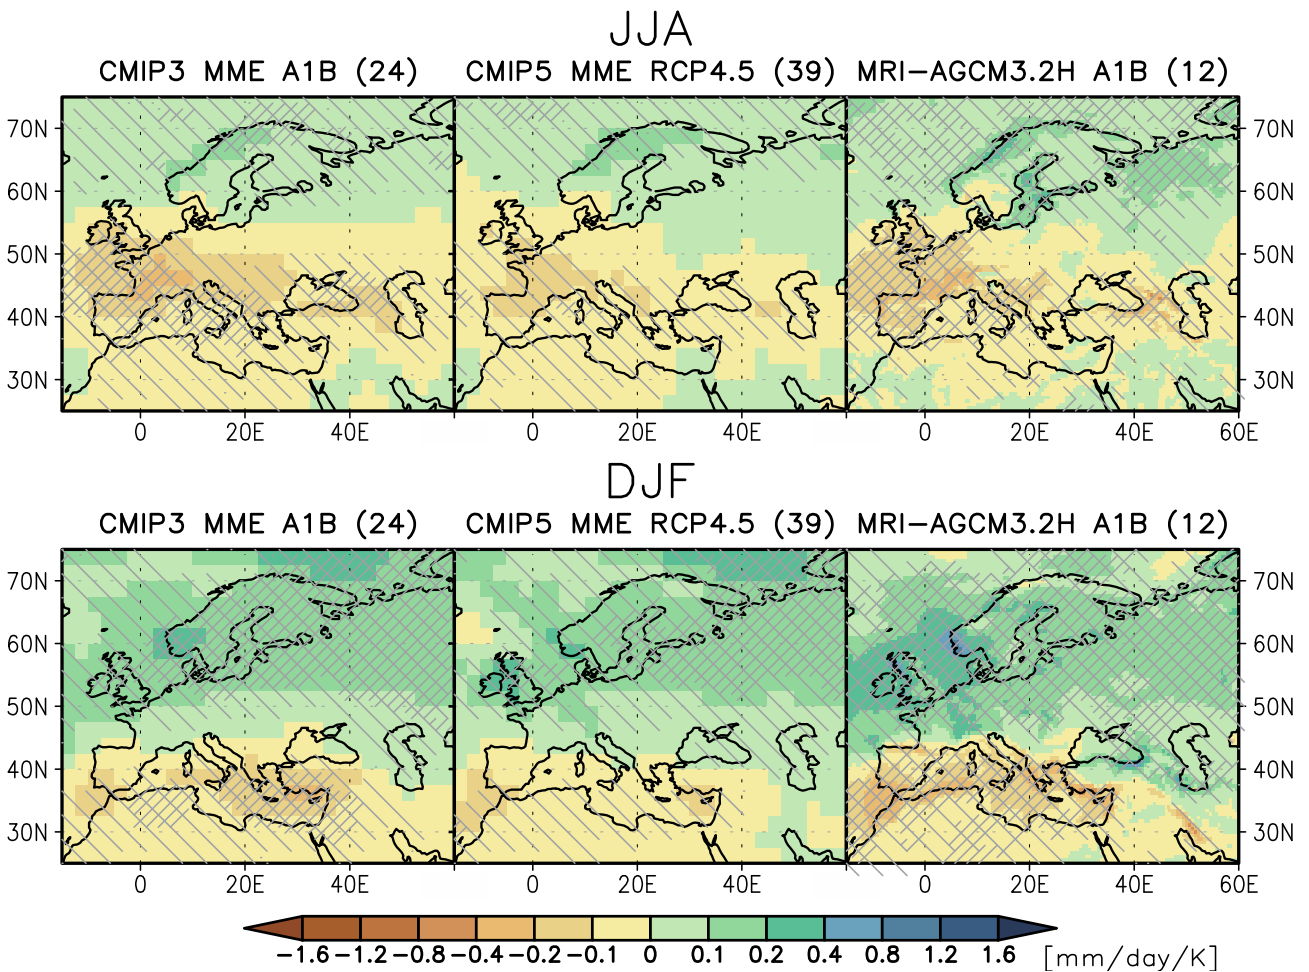 JJA
CMIP3 MME A1B (24) CMIP5 MME RCP4.5 (39) MRI-AGCM3.2H A1B (12)
70N 70N
60N 60N
50N 50N
40N 40N
30N 30N
0 20E 40E 0 20E 40E 0 20E 40E 60E
DJF
CMIP3 MME A1B (24) CMIP5 MME RCP4.5 (39) MRI-AGCM3.2H A1B (12)
70N 70N
60N 60N
50N 50N
40N 40N
30N 30N
0 20E 40E 0 20E 40E 0 20E 40E 60E
-1.6 -1.2 -0.8 -0.4 -0.2 -0.1 0 0.1 0.2 0.4 0.8 1.2 1.6 [mm/day/K]